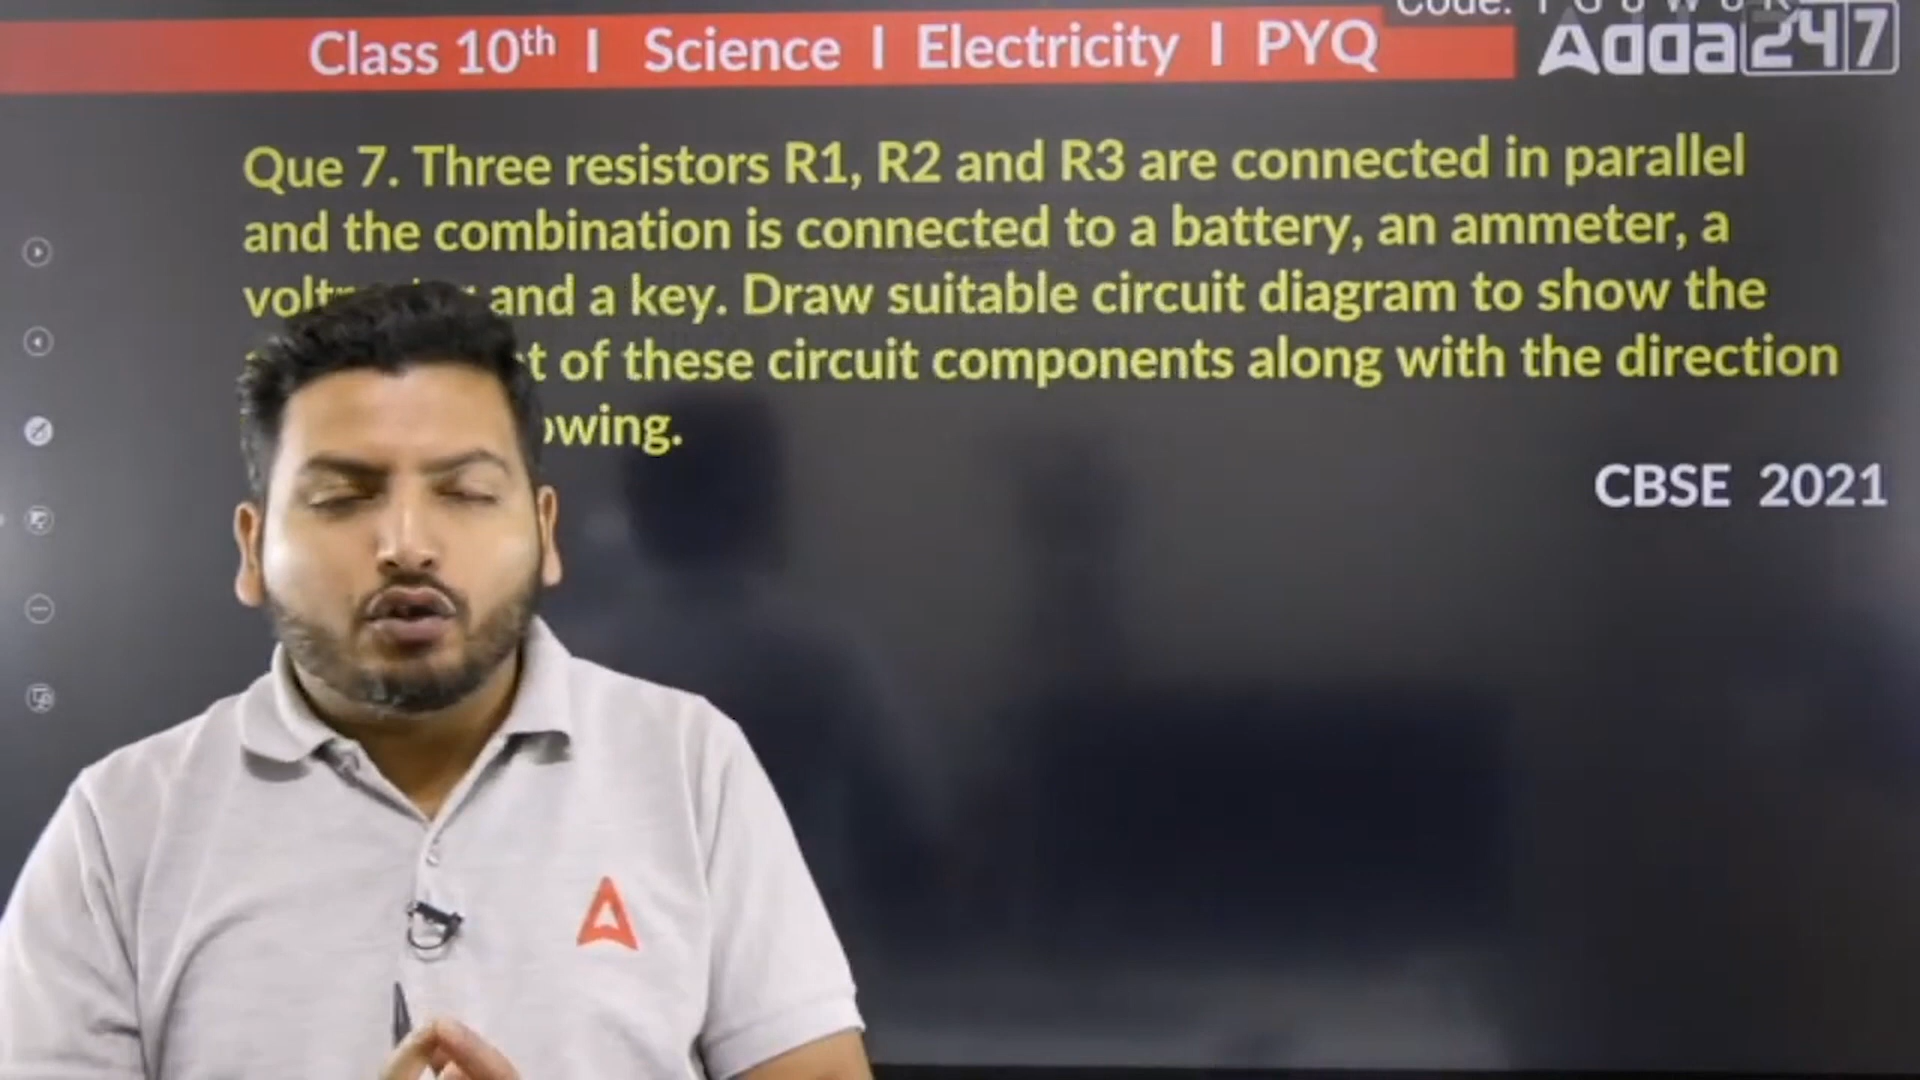 Code:
Class 10th | Science | Electricity | PYQ
Adda247
Que 7. Three resistors R1, R2 and R3 are connected in parallel
and the combination is connected to a battery, an ammeter, a
and a key. Draw suitable circuit diagram to show the
of these circuit components along with the direction
CBSE 2021